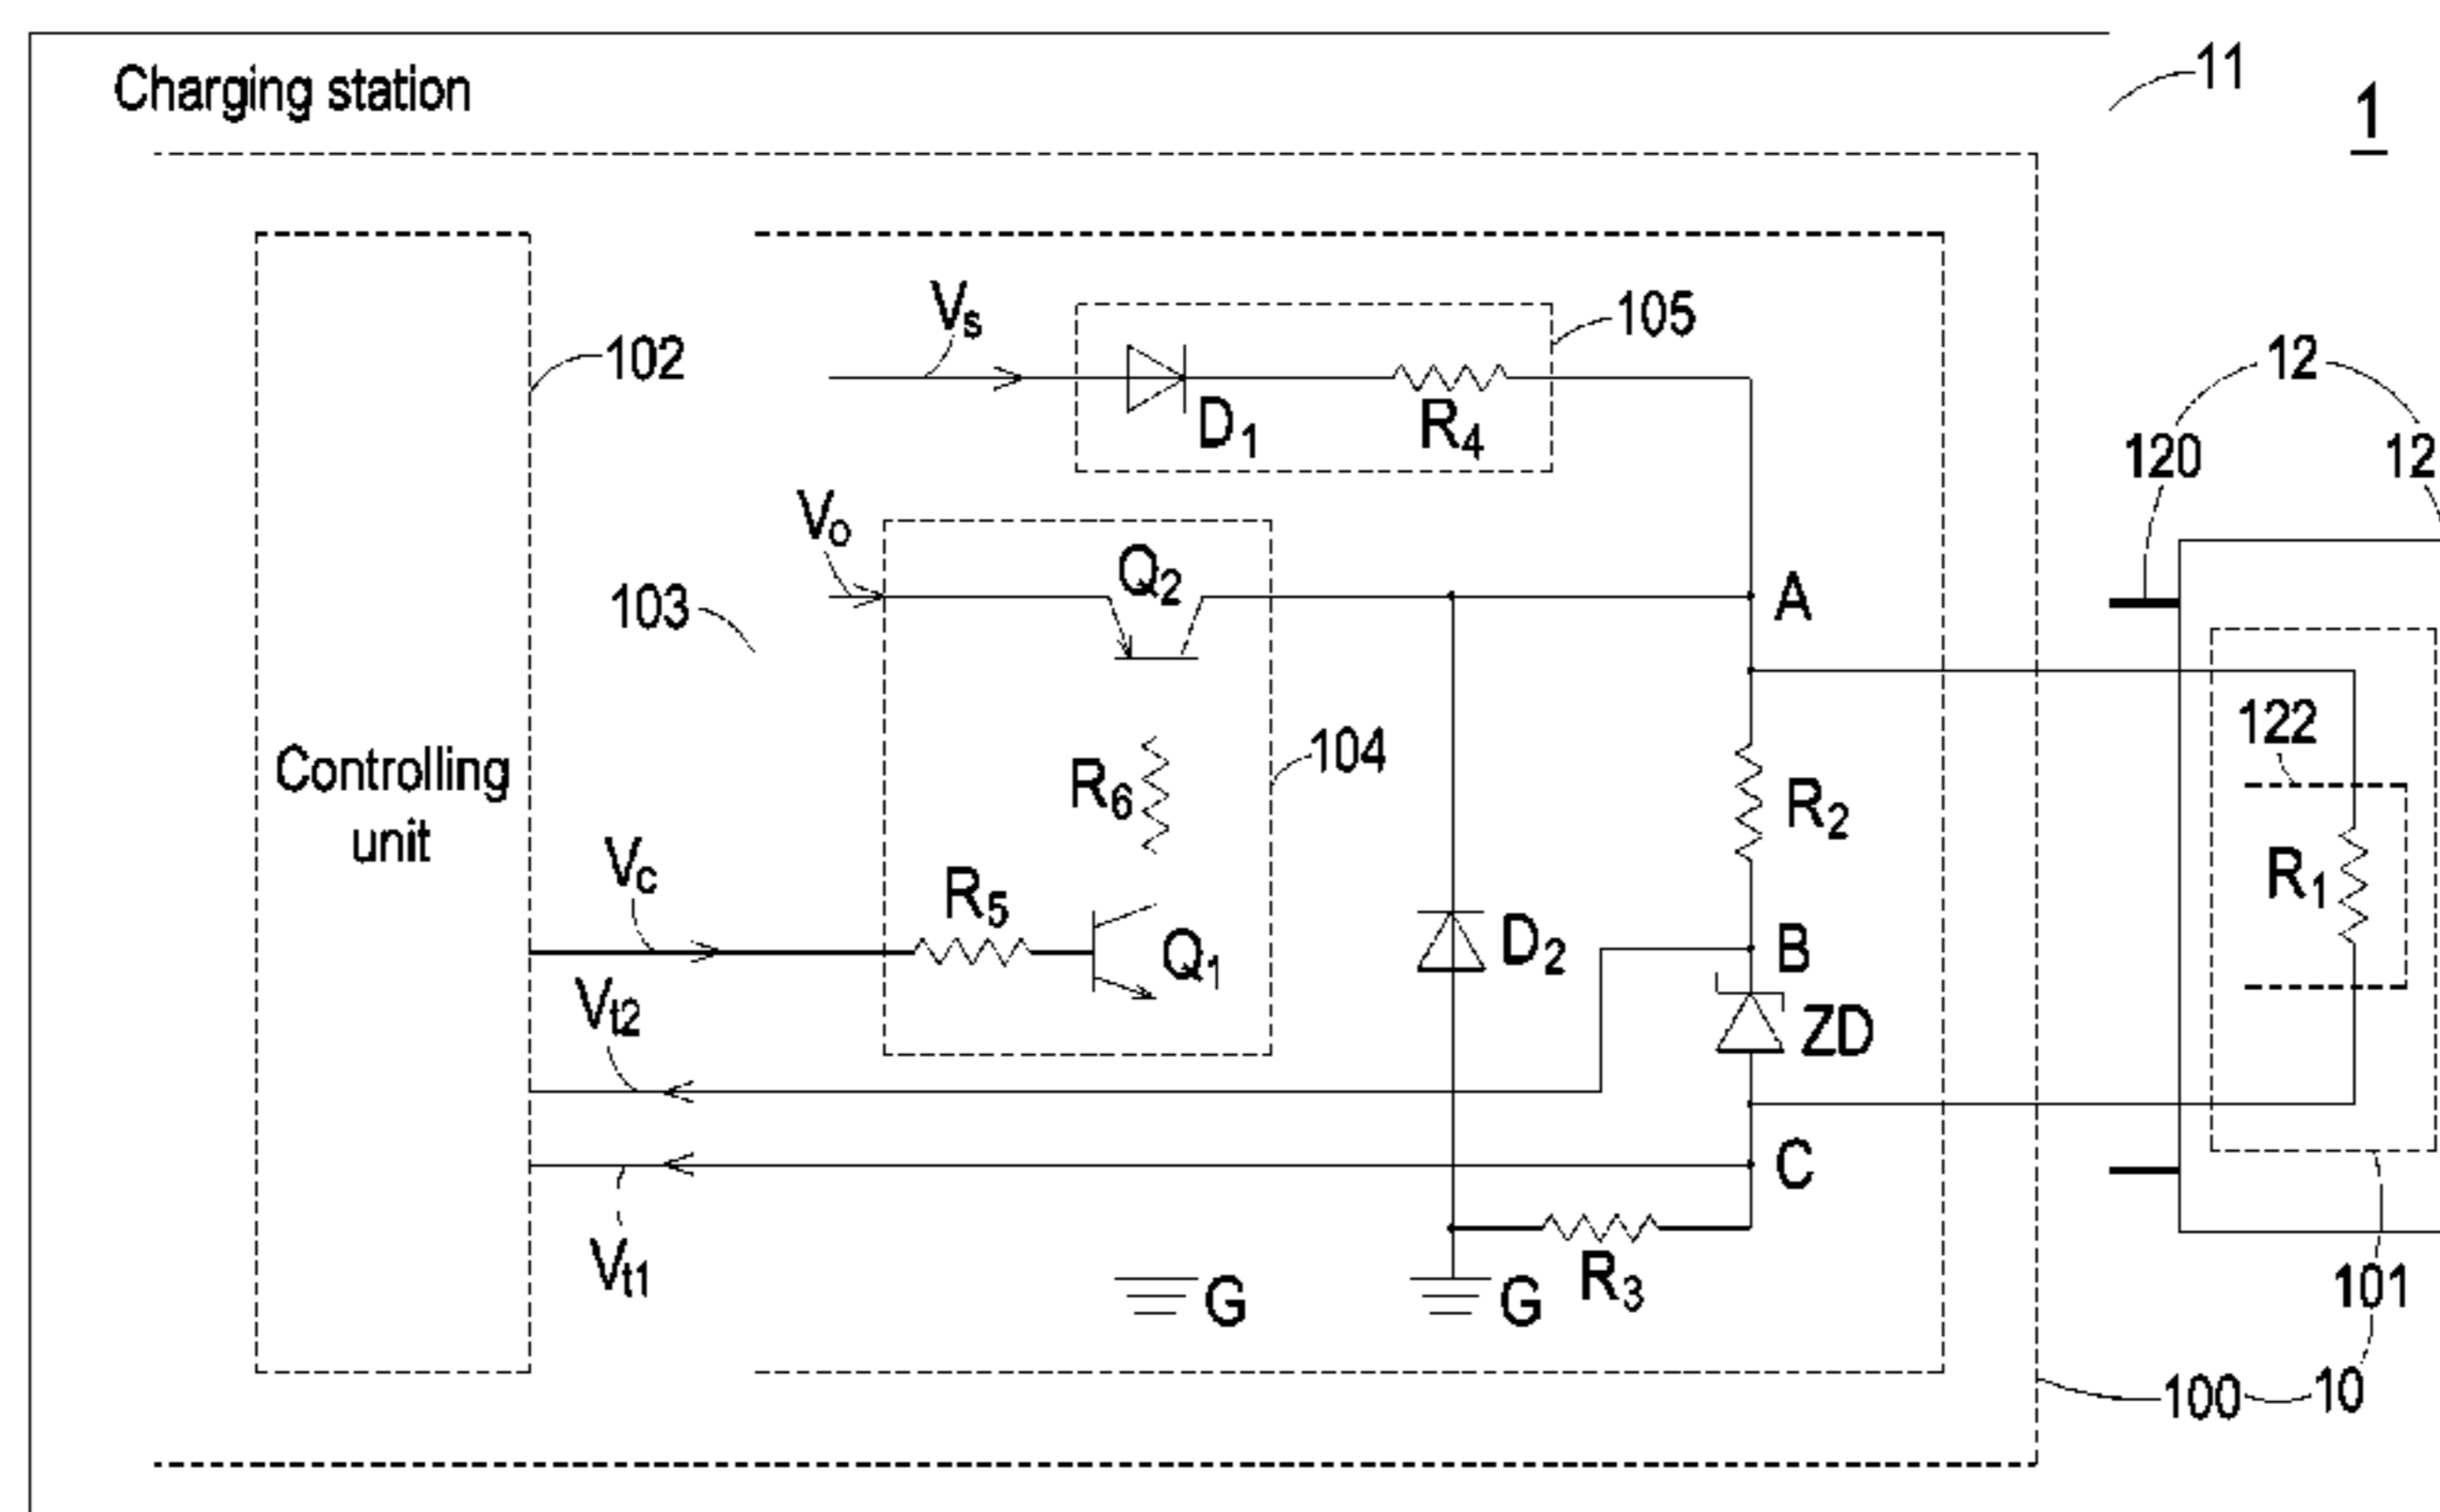 Charging station
11
1
Vs
105
102
D1
R4
12
120
12
Vo
Q2
103
A
122
104
R6
R2
Controlling
unit
R1
Vc
R5
Q1
D2
B
Vt2
ZD
C
Vt1
R3
G
G
101
100
10